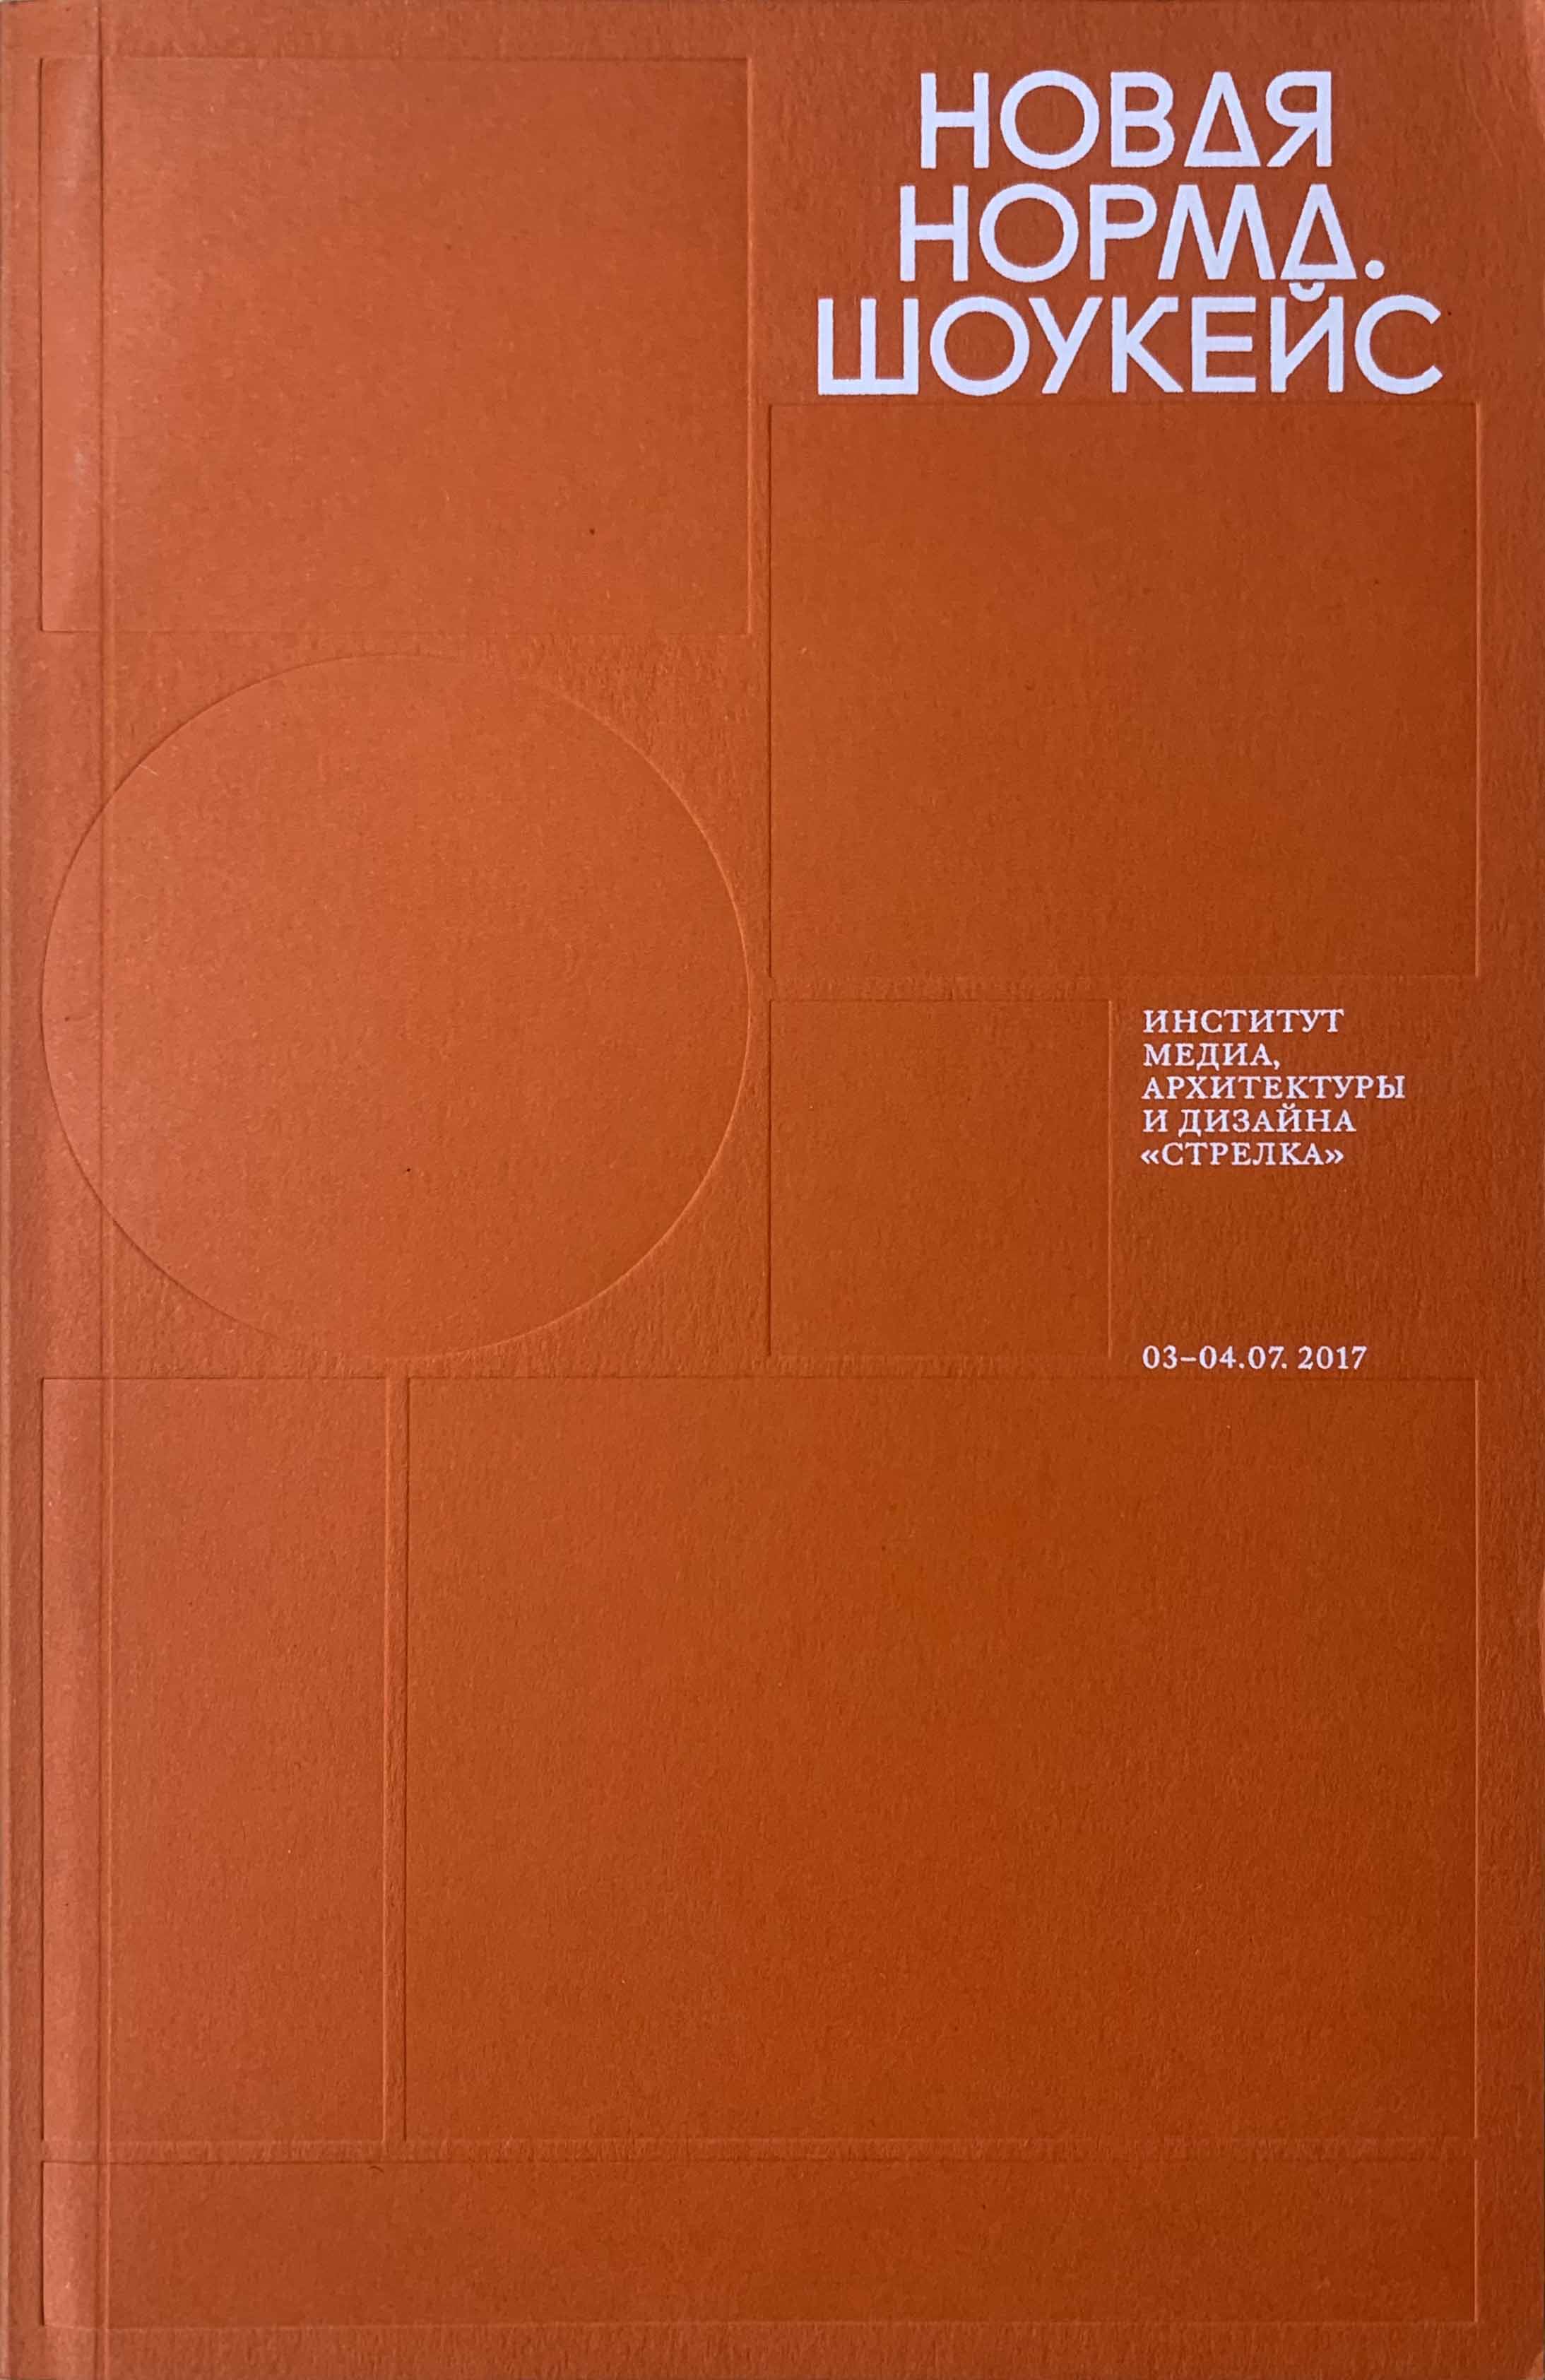 НОВАЯ
НОРМА.
ШОУКЕЙС
ИНСТИТУТ
МЕДИА,
АРХИТЕКТУРЫ
И ДИЗАЙНА
«СТРЕЛКА»
03–04.07. 2017